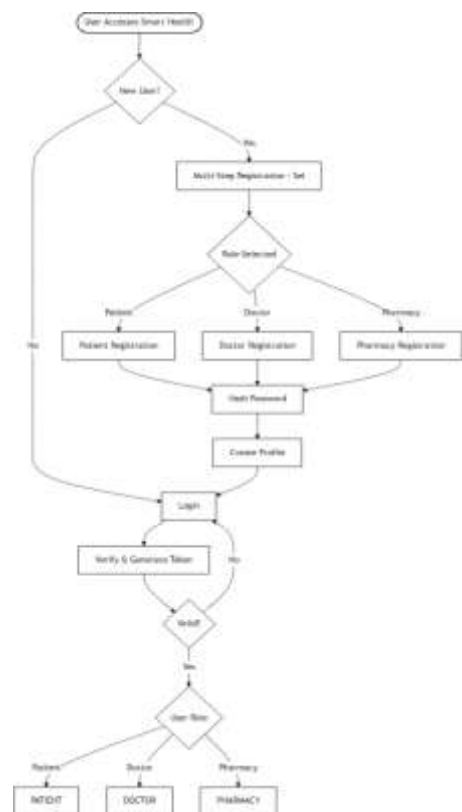 User Accesses Smart Health
New User?
Yes
Multi-Step Registration - Set
Role Selected
Patient
Doctor
Pharmacy
No
Patient Registration
Doctor Registration
Pharmacy Registration
Hash Password
Create Profile
Login
Verify & Generate Token
No
Valid?
Yes
User Role
Patient
Doctor
Pharmacy
PATIENT
DOCTOR
PHARMACY